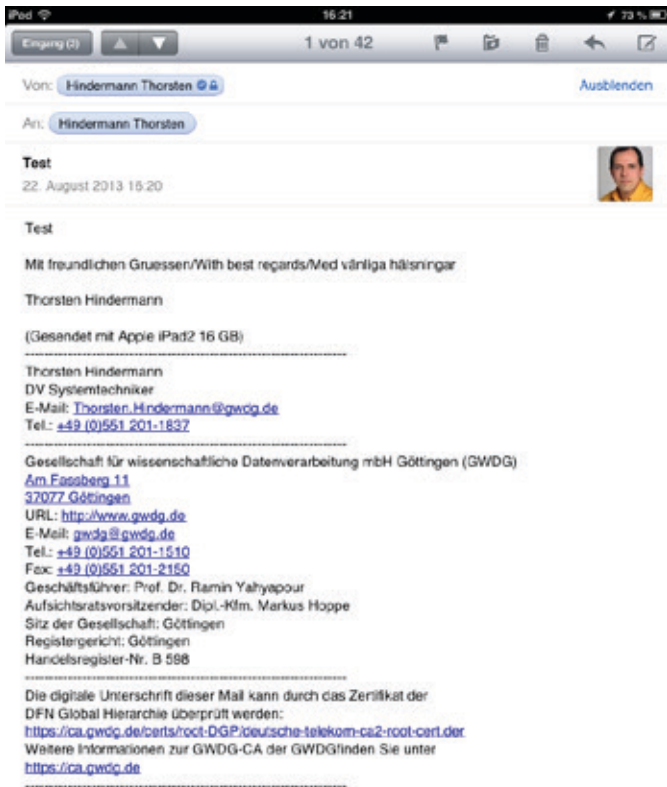 iPod 16:21 73 %
Eingang (2) 1 von 42
Von: Hindermann Thorsten Ausblenden
An: Hindermann Thorsten
Test
22. August 2013 16:20
Test
Mit freundlichen Gruessen/With best regards/Med vänliga hälsningar
Thorsten Hindermann
(Gesendet mit Apple iPad2 16 GB)
----------------------------------------------------------------------
Thorsten Hindermann
DV Systemtechniker
E-Mail: Thorsten.Hindermann@gwdg.de
Tel.: +49 (0)551 201-1837
----------------------------------------------------------------------
Gesellschaft für wissenschaftliche Datenverarbeitung mbH Göttingen (GWDG)
Am Fassberg 11
37077 Göttingen
URL: http://www.gwdg.de
E-Mail: gwdg@gwdg.de
Tel.: +49 (0)551 201-1510
Fax: +49 (0)551 201-2150
Geschäftsführer: Prof. Dr. Ramin Yahyapour
Aufsichtsratsvorsitzender: Dipl.-Kfm. Markus Hoppe
Sitz der Gesellschaft: Göttingen
Registergericht: Göttingen
Handelsregister-Nr. B 598
----------------------------------------------------------------------
Die digitale Unterschrift dieser Mail kann durch das Zertifikat der
DFN Global Hierarchie überprüft werden:
https://ca.gwdg.de/certs/root-DGP/deutsche-telekom-ca2-root-cert.der
Weitere Informationen zur GWDG-CA der GWDGfinden Sie unter
https://ca.gwdg.de
----------------------------------------------------------------------